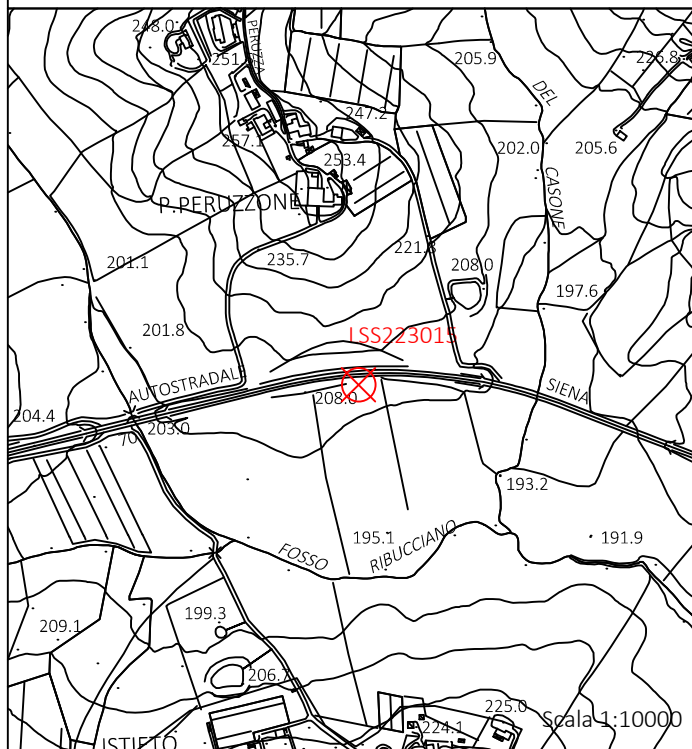 248.0
PERUZZA
205.9
226.8
251
DEL
247.2
257.1
202.0
205.6
253.4
CASONE
P.PERUZZONE
221.8
201.1
235.7
208.0
197.6
201.8
ISS223015
AUTOSTRADALE
SIENA
208.0
204.4
203.0
70
193.2
FOSSO
195.1
RIBUCCIANO
191.9
199.3
209.1
206.7
225.0
224.1
Scala 1:10000
ISTIETO